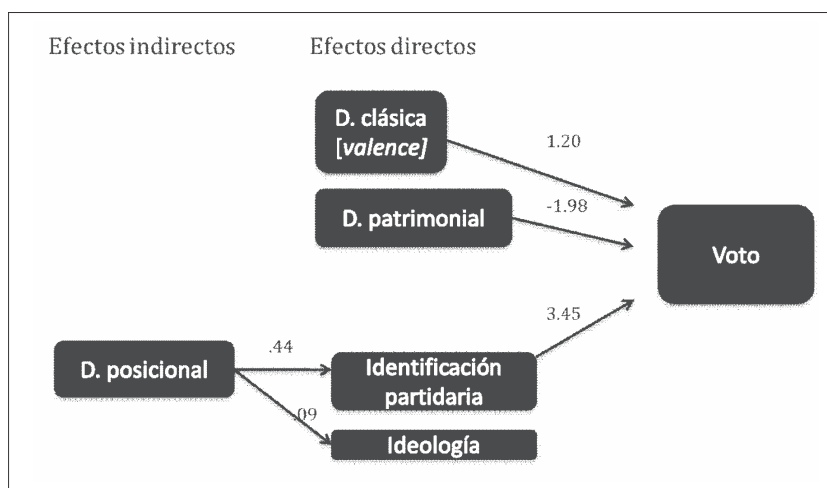 Efectos indirectos
Efectos directos
D. clásica
[valence]
1.20
D. patrimonial
-1.98
Voto
3.45
D. posicional
.44
Identificación
partidaria
.09
Ideología